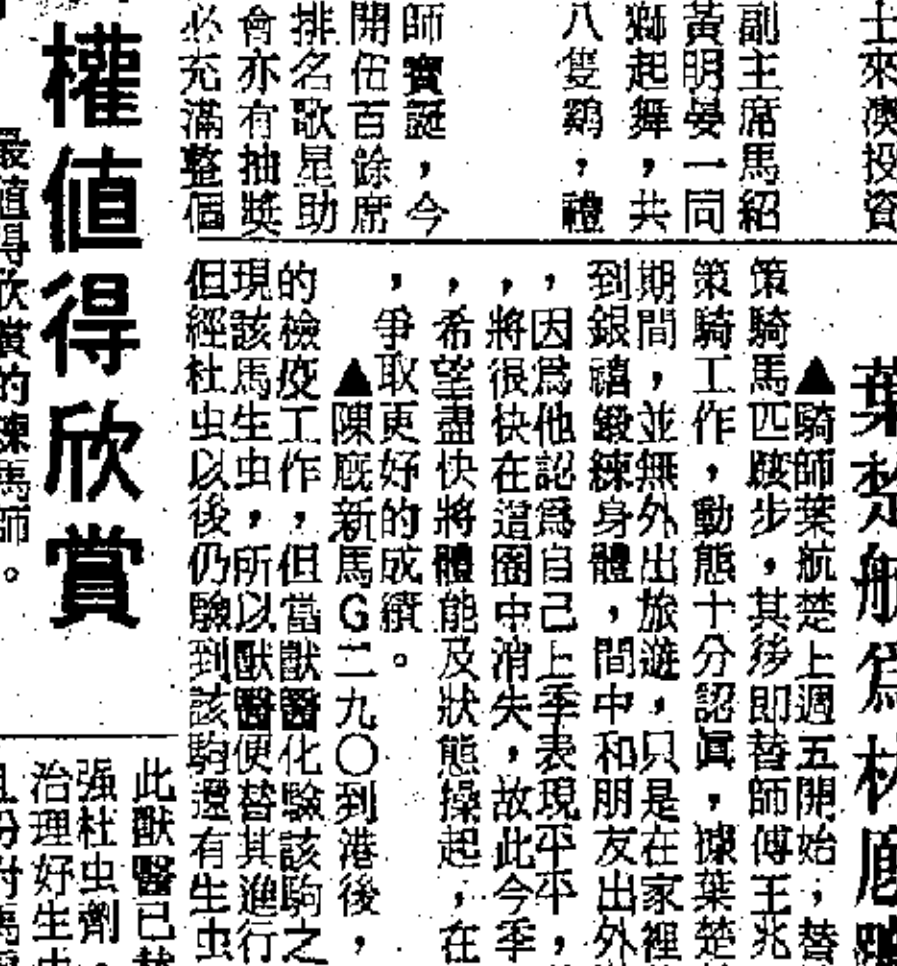 士來澳投資
副主席馬紹
黃明晏一同
獅起舞，共
八隻鷄，禮
師寶誕，今
開伍百餘席
排名歌星助
會亦有抽獎
必充滿整個
權值得欣賞
最值得欣賞的練馬師。
▲騎師葉航楚上週五開始，替
策騎馬匹踱步，其後即替師傅王兆
策騎工作，動態十分認眞，據葉楚
期間，並無外出旅遊，只是在家裡
到銀禧鍛練身體，間中和朋友出外
，因爲他認爲自己上季表現平平，
，將很快在這圈中消失，故此今季
，希望盡快將體能及狀態操起，在
，爭取更好的成績。
▲陳厩新馬G二九〇到港後，
的檢疫工作，但當獸醫化驗該駒之
現該馬生虫，所以獸醫便替其進行
但經杜虫以後仍驗到該駒還有生虫
此獸醫已
强杜虫劑，
治理好生虫